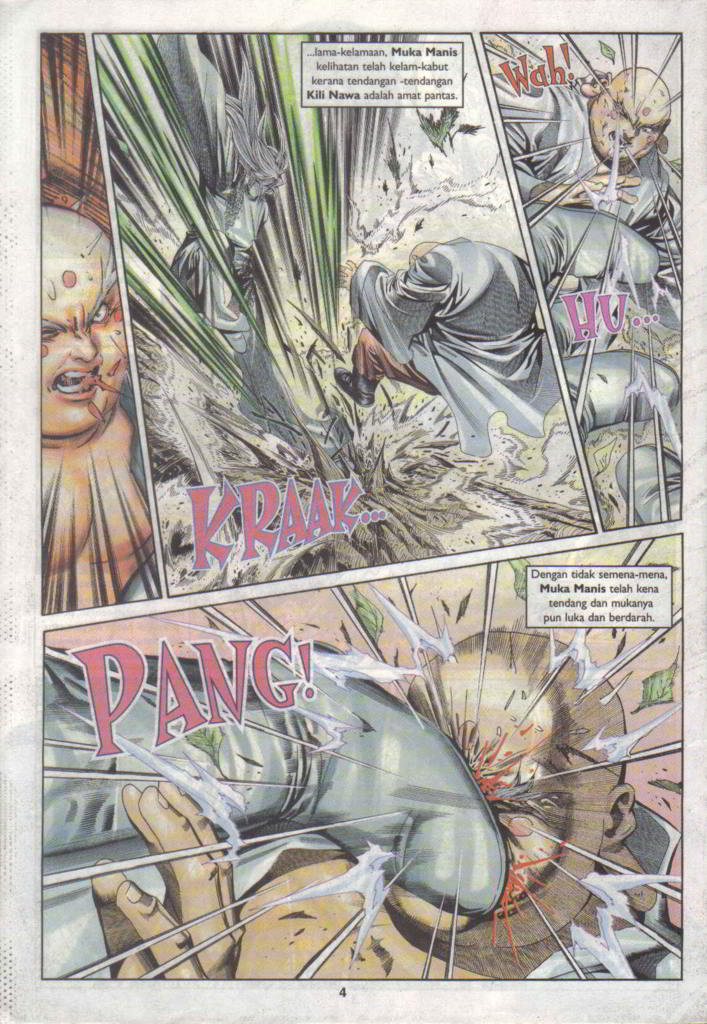 ...lama-kelamaan, Muka Manis
kelihatan telah kelam-kabut
kerana tendangan -tendangan
Kili Nawa adalah amat pantas.
KRAAK...
Wah!
HU...
Dengan tidak semena-mena,
Muka Manis telah kena
tendang dan mukanya
pun luka dan berdarah.
PANG!
4